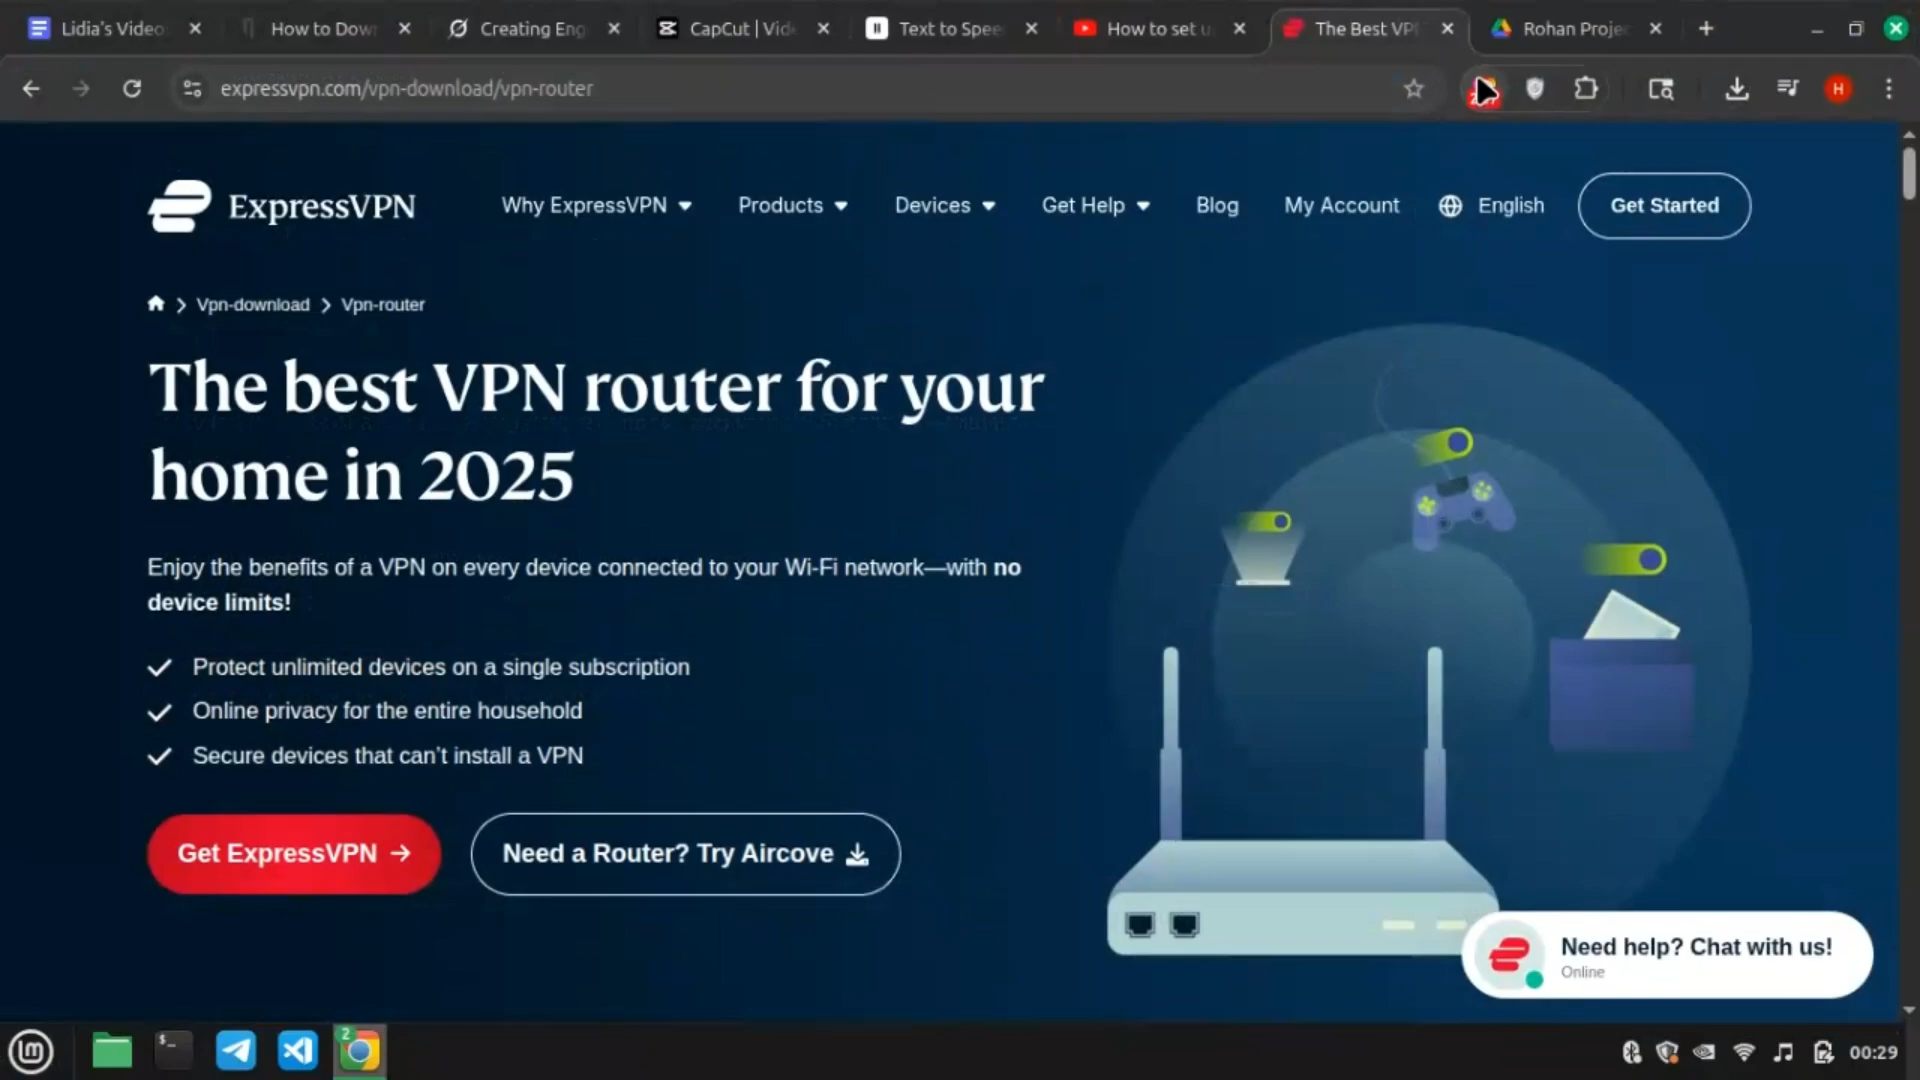 Lidia's Video
How to Dow
Creating Eng
CapCut | Vid
Text to Spee
How to set u
The Best VP
Rohan Projec
expressvpn.com/vpn-download/vpn-router
H
ExpressVPN
Why ExpressVPN
Products
Devices
Get Help
Blog
My Account
English
Get Started
Vpn-download
Vpn-router
The best VPN router for your
home in 2025
Enjoy the benefits of a VPN on every device connected to your Wi-Fi network—with no
device limits!
Protect unlimited devices on a single subscription
Online privacy for the entire household
Secure devices that can't install a VPN
Get ExpressVPN →
Need a Router? Try Aircove
Need help? Chat with us!
Online
$_
2
00:29